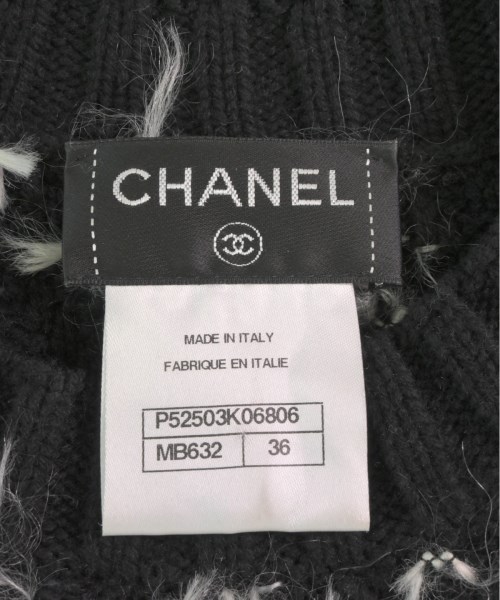 CHANEL
MADE IN ITALY
FABRIQUE EN ITALIE
P52503K06806
MB632 36